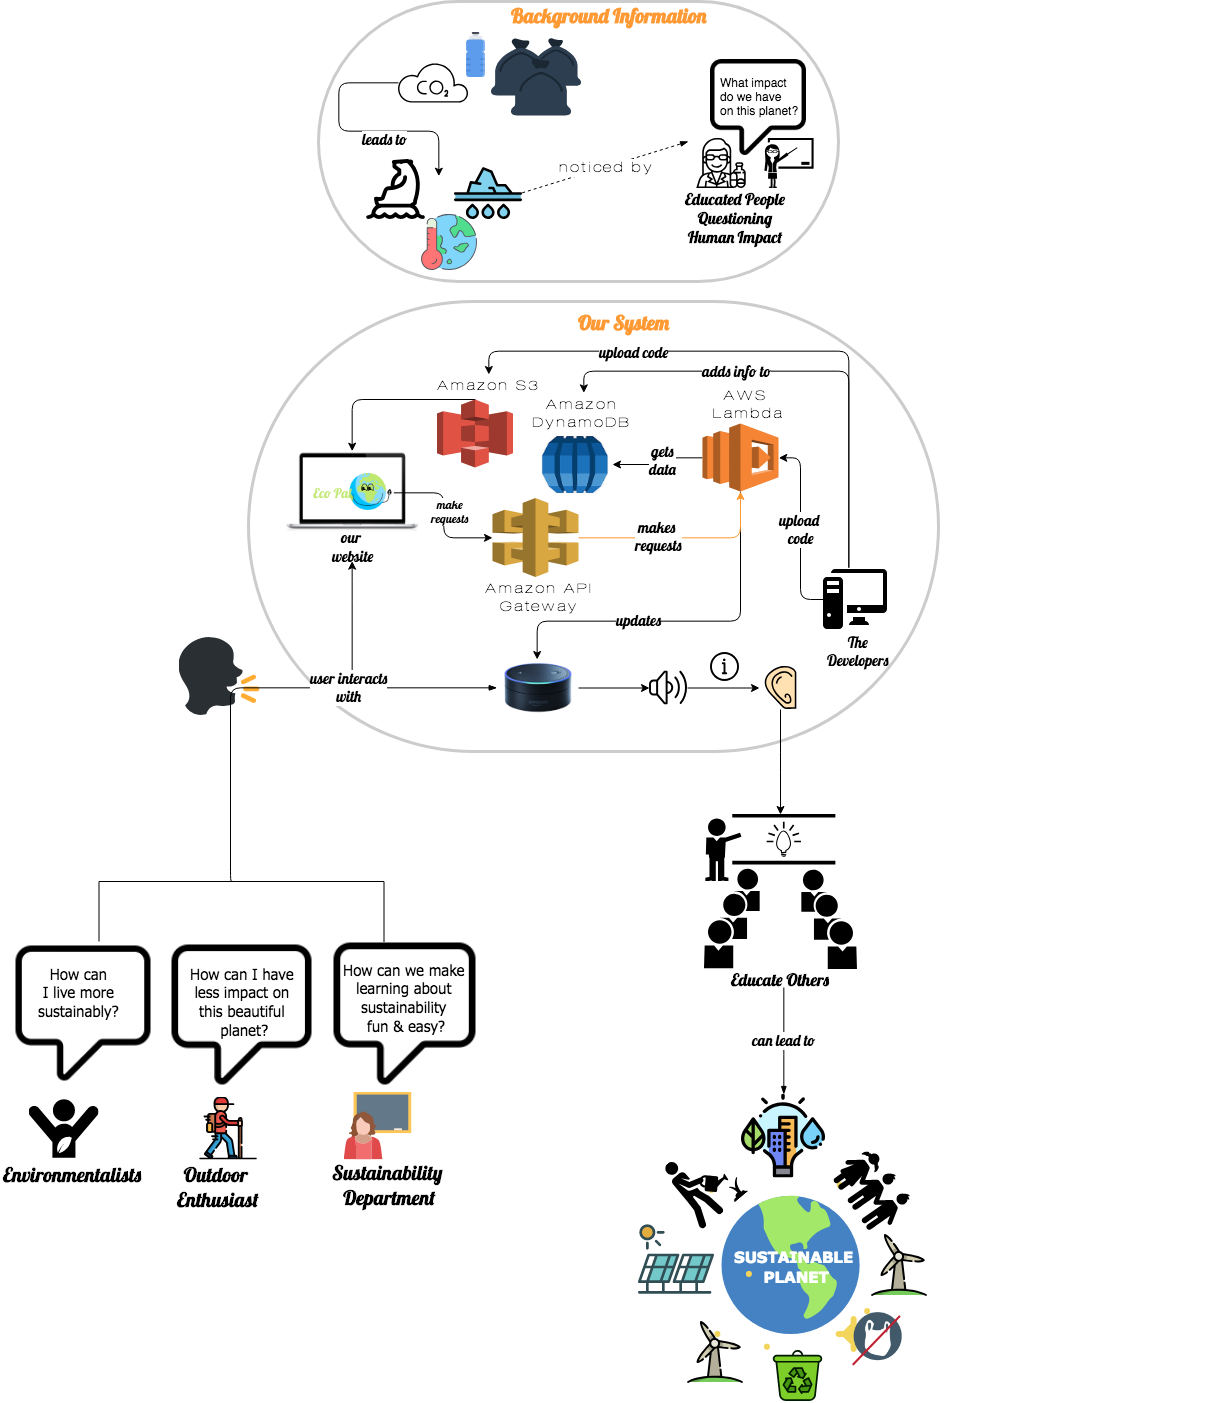 Background Information
CO2
What impact
do we have
on this planet?
leads to
noticed by
Educated People
Questioning
Human Impact
Our System
upload code
adds info to
Amazon S3
AWS
Lambda
Amazon
DynamoDB
gets
data
Eco Pal
make
requests
makes
requests
upload
code
our
website
Amazon API
Gateway
updates
The
Developers
i
user interacts
with
How can
I live more
sustainably?
How can I have
less impact on
this beautiful
planet?
How can we make
learning about
sustainability
fun & easy?
Environmentalists
Outdoor
Enthusiast
Sustainability
Department
Educate Others
can lead to
SUSTAINABLE
PLANET